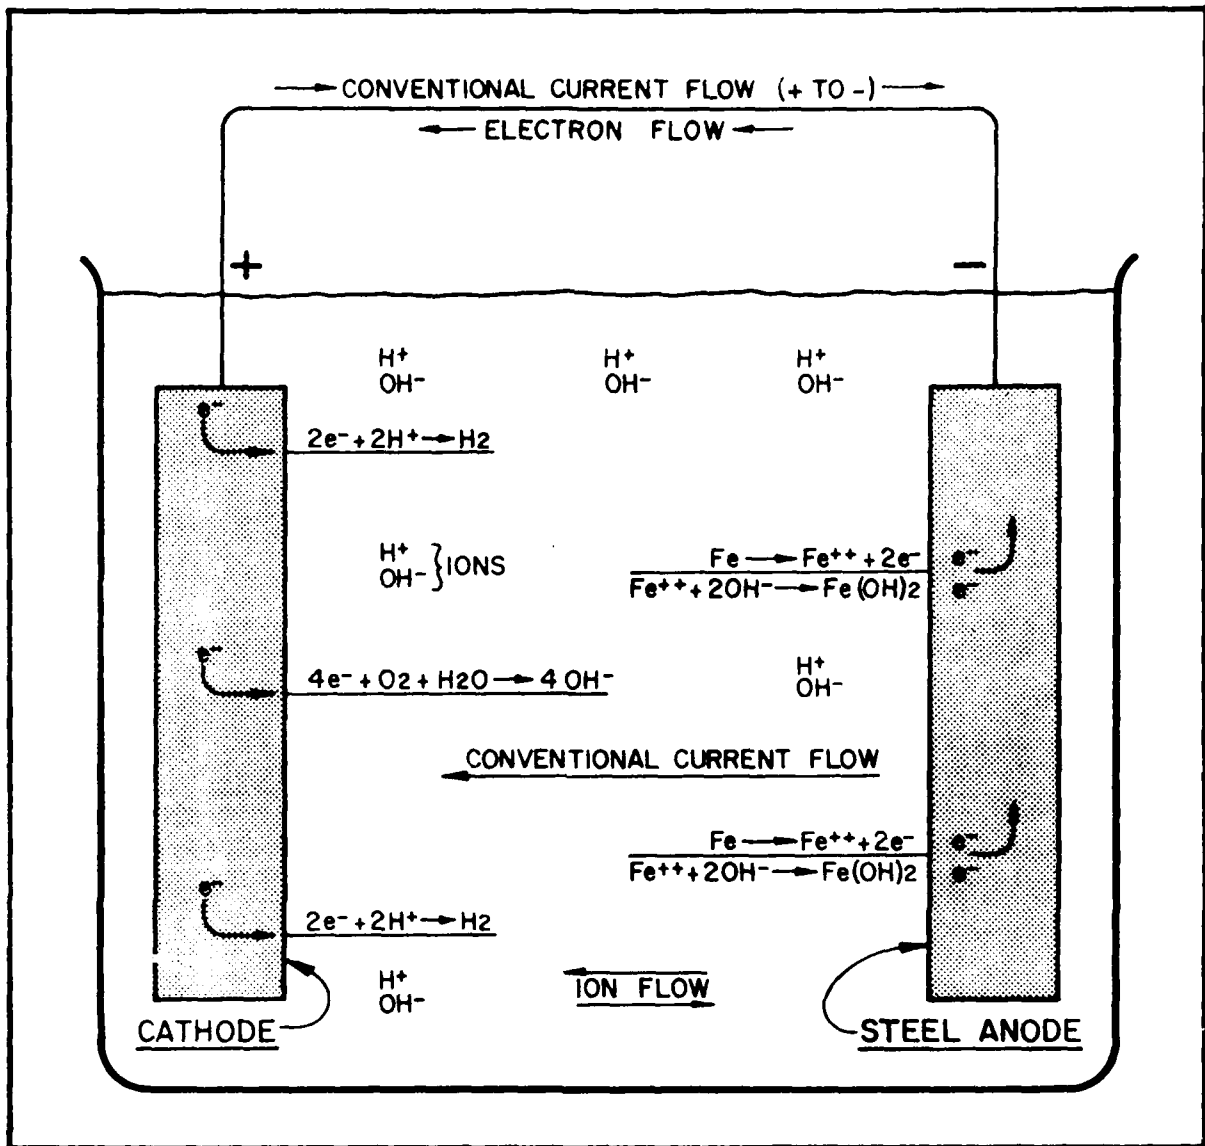 → CONVENTIONAL CURRENT FLOW (+ TO -) →
← ELECTRON FLOW ←
+ −
H+ H+ H+
OH- OH- OH-
e-
2e- + 2H+ → H2
H+
OH- } IONS
Fe → Fe++ + 2e- e-
Fe++ + 2OH- → Fe(OH)2 e-
e-
4e- + O2 + H2O → 4 OH-
H+
OH-
CONVENTIONAL CURRENT FLOW
Fe → Fe++ + 2e- e-
Fe++ + 2OH- → Fe(OH)2 e-
e-
2e- + 2H+ → H2
H+
OH-
ION FLOW
CATHODE
STEEL ANODE